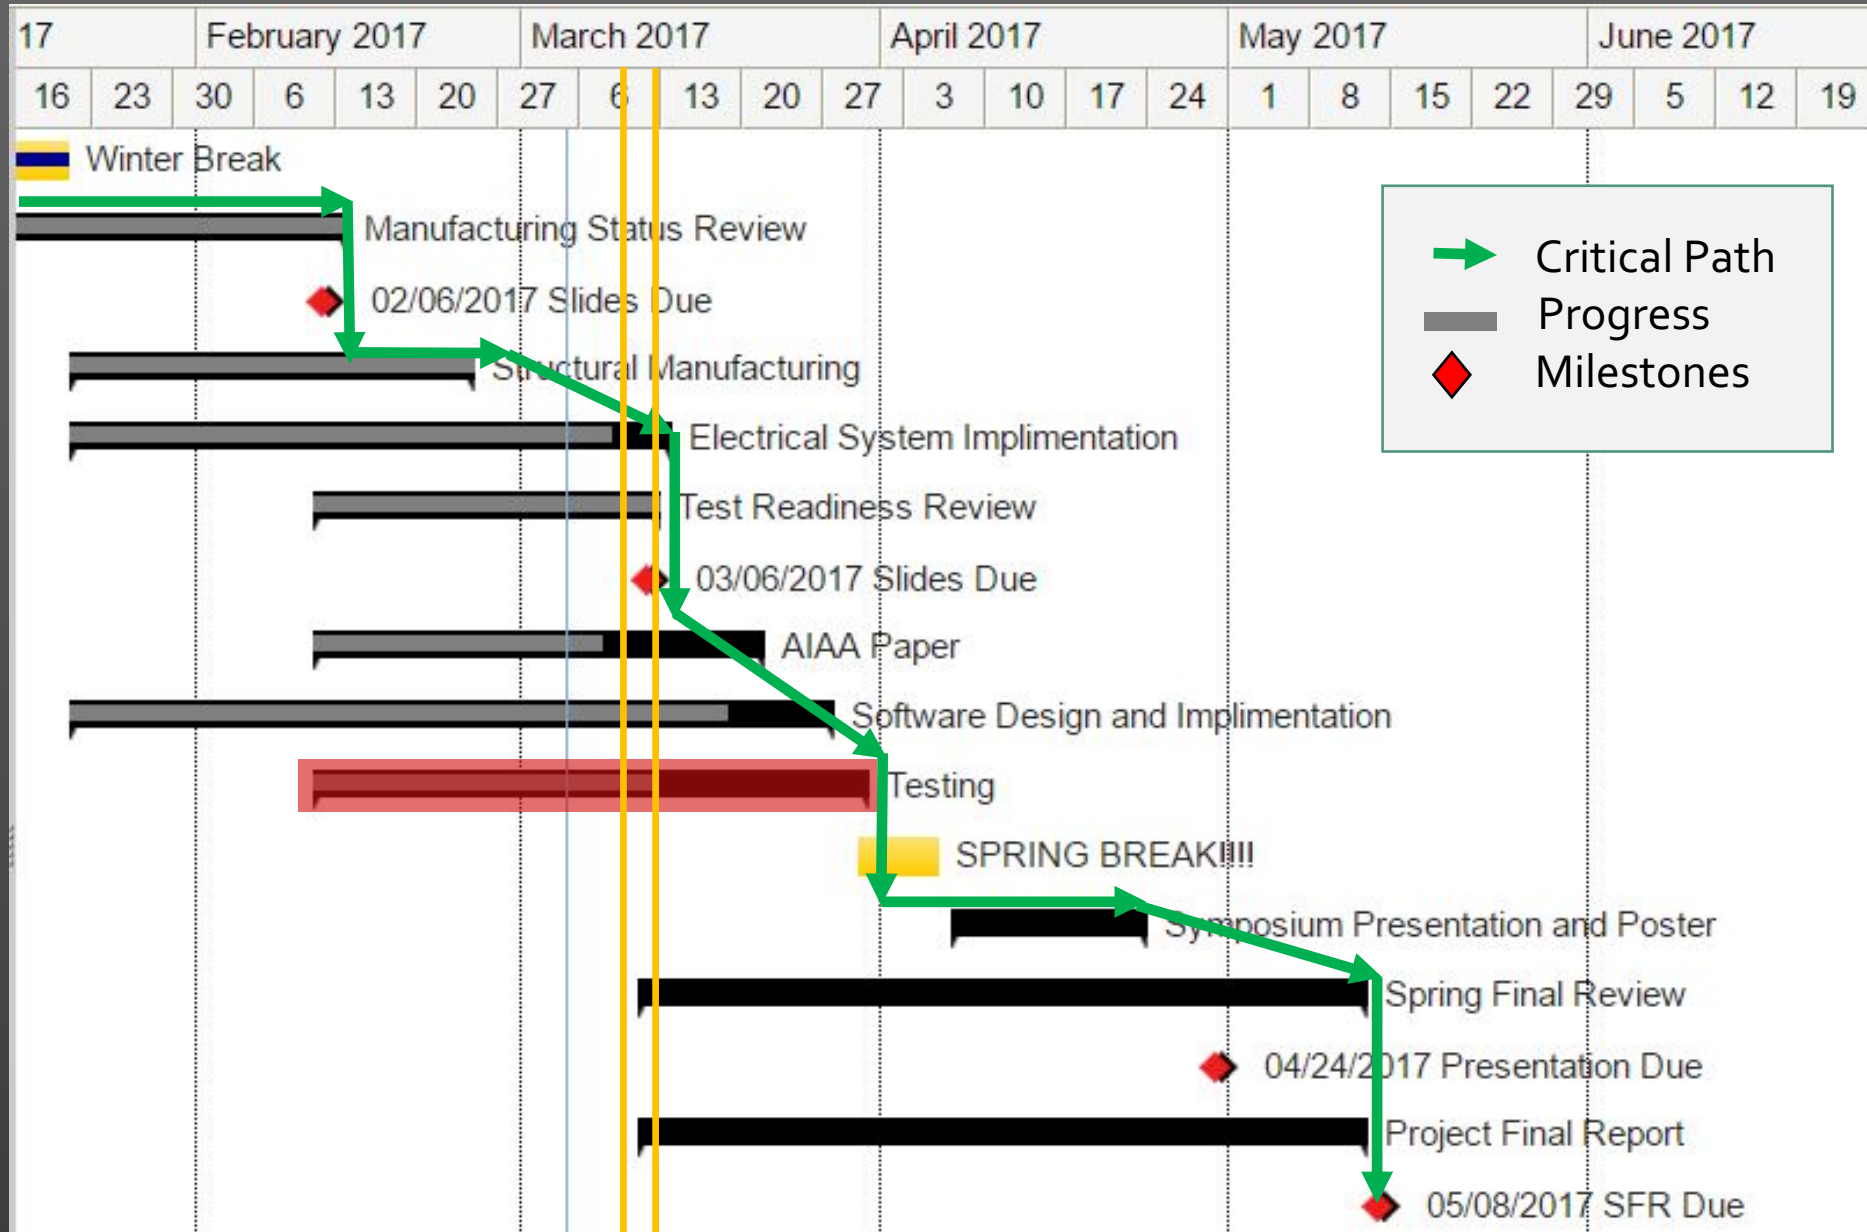 17 February 2017 March 2017 April 2017 May 2017 June 2017
16 23 30 6 13 20 27 6 13 20 27 3 10 17 24 1 8 15 22 29 5 12 19
Winter Break
Manufacturing Status Review
02/06/2017 Slides Due
Structural Manufacturing
Electrical System Implimentation
Test Readiness Review
03/06/2017 Slides Due
AIAA Paper
Software Design and Implimentation
Testing
SPRING BREAK!!!!
Symposium Presentation and Poster
Spring Final Review
04/24/2017 Presentation Due
Project Final Report
05/08/2017 SFR Due
Critical Path
Progress
Milestones